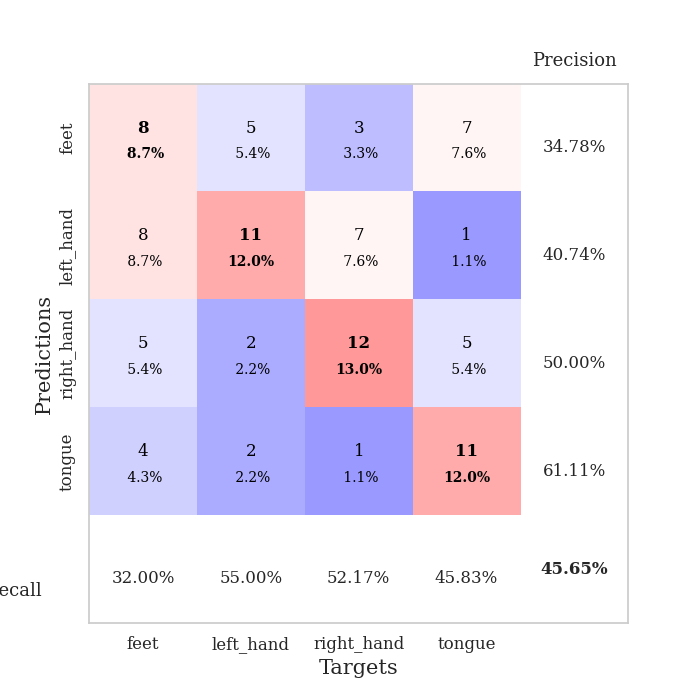 Precision
feet
8 5 3 7
8.7% 5.4% 3.3% 7.6%
34.78%
left_hand
8 11 7 1
8.7% 12.0% 7.6% 1.1%
40.74%
right_hand
5 2 12 5
5.4% 2.2% 13.0% 5.4%
50.00%
tongue
4 2 1 11
4.3% 2.2% 1.1% 12.0%
61.11%
Predictions
ecall
32.00% 55.00% 52.17% 45.83% 45.65%
feet left_hand right_hand tongue
Targets